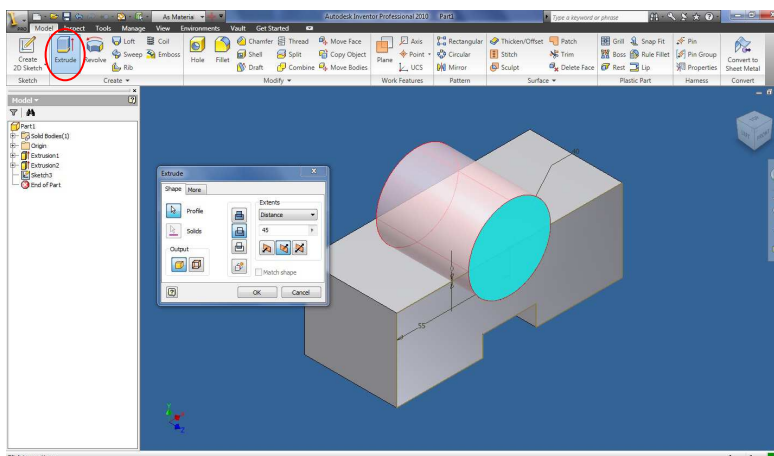 As Materia
Autodesk Inventor Professional 2010 Part1
Type a keyword or phrase
PRO Model Inspect Tools Manage View Environments Vault Get Started
Create 2D Sketch
Extrude
Revolve
Loft
Sweep
Rib
Coil
Emboss
Hole
Fillet
Chamfer
Shell
Draft
Thread
Split
Combine
Move Face
Copy Object
Move Bodies
Plane
Axis
Point
UCS
Rectangular
Circular
Mirror
Thicken/Offset
Stitch
Sculpt
Patch
Trim
Delete Face
Grill
Boss
Rest
Snap Fit
Rule Fillet
Lip
Pin
Pin Group
Properties
Convert to Sheet Metal
Sketch Create Modify Work Features Pattern Surface Plastic Part Harness Convert
Model
Part1
Solid Bodies(1)
Origin
Extrusion1
Extrusion2
Sketch3
End of Part
Extrude
Shape More
Profile
Solids
Output
Extents
Distance
45
Match shape
OK Cancel
55